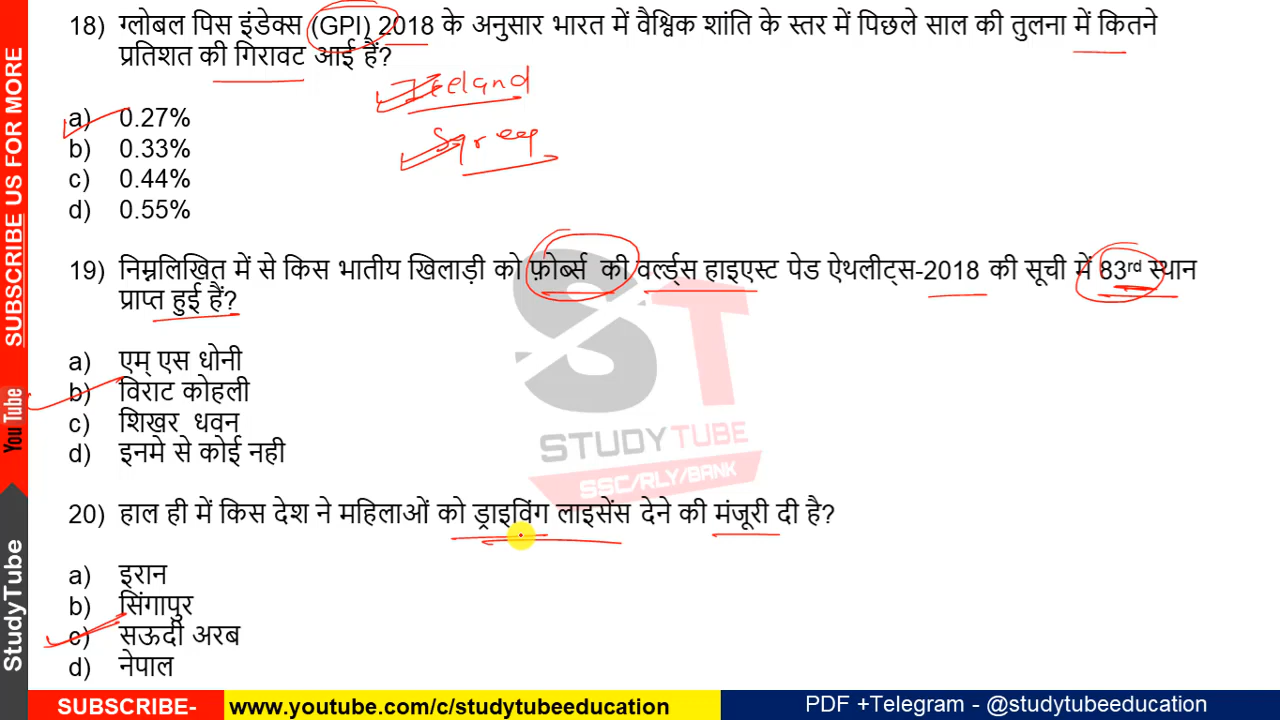 18) ग्लोबल पिस इंडेक्स (GPI) 2018 के अनुसार भारत में वैश्विक शांति के स्तर में पिछले साल की तुलना में कितने
प्रतिशत की गिरावट आई हैं?
Iceland
a) 0.27%
b) 0.33%
c) 0.44%
d) 0.55%
19) निम्नलिखित में से किस भातीय खिलाड़ी को फ़ोर्ब्स की वर्ल्ड्स हाइएस्ट पेड ऐथलीट्स-2018 की सूची में 83rd स्थान
प्राप्त हुई हैं?
a) एम् एस धोनी
b) विराट कोहली
c) शिखर धवन
d) इनमे से कोई नही
20) हाल ही में किस देश ने महिलाओं को ड्राइविंग लाइसेंस देने की मंजूरी दी है?
a) इरान
b) सिंगापुर
c) सऊदी अरब
d) नेपाल
ST
STUDYTUBE
SSC/RLY/BANK
SUBSCRIBE US FOR MORE
You Tube
StudyTube
SUBSCRIBE- www.youtube.com/c/studytubeeducation PDF +Telegram - @studytubeeducation